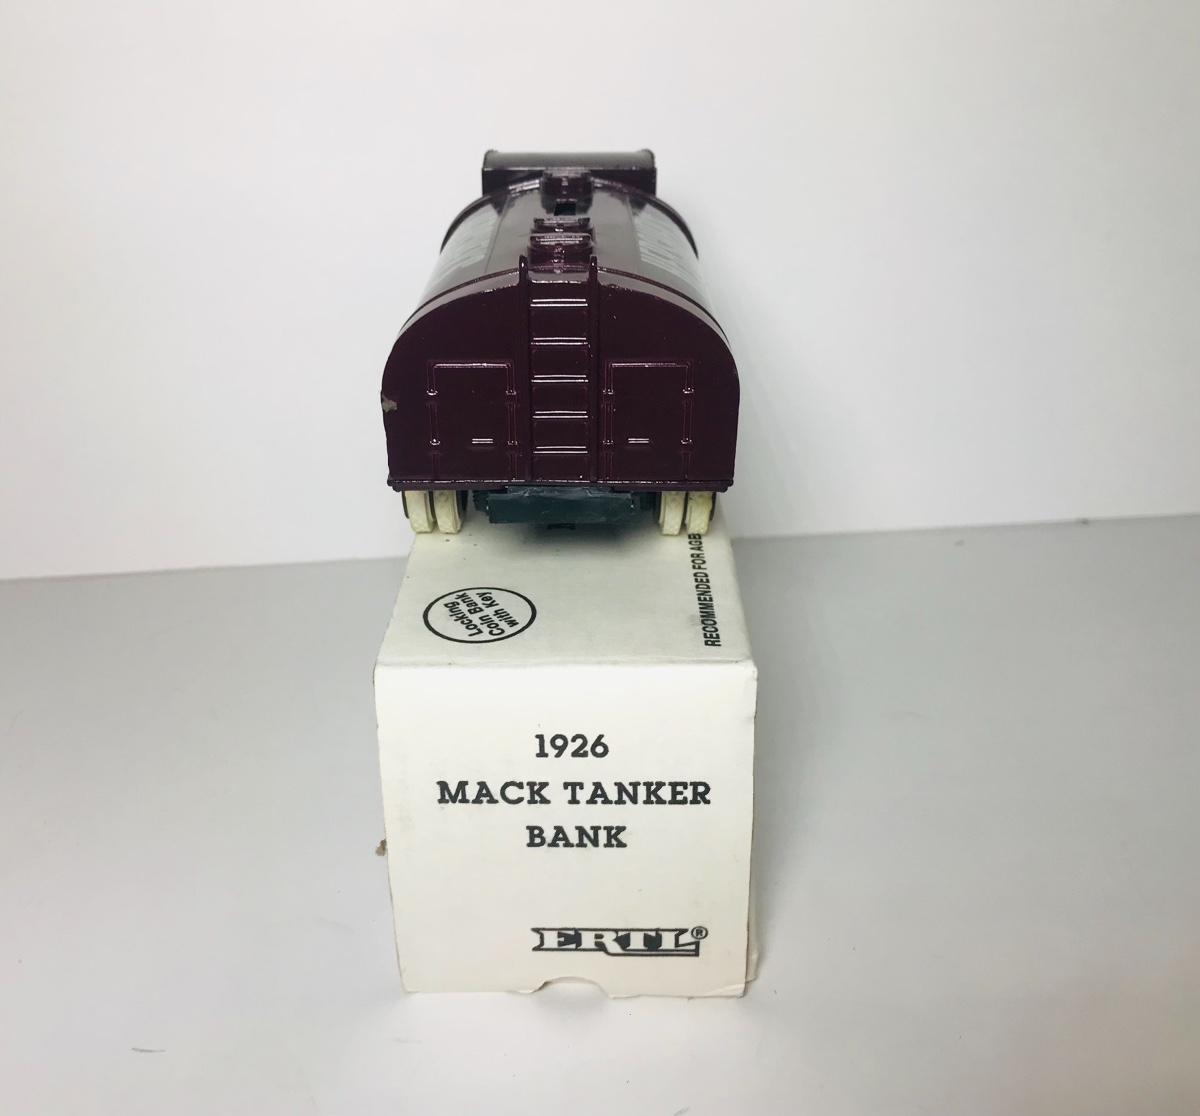 Locking
Coin Bank
with Key
RECOMMENDED FOR AGE
1926
MACK TANKER
BANK
ERTL®